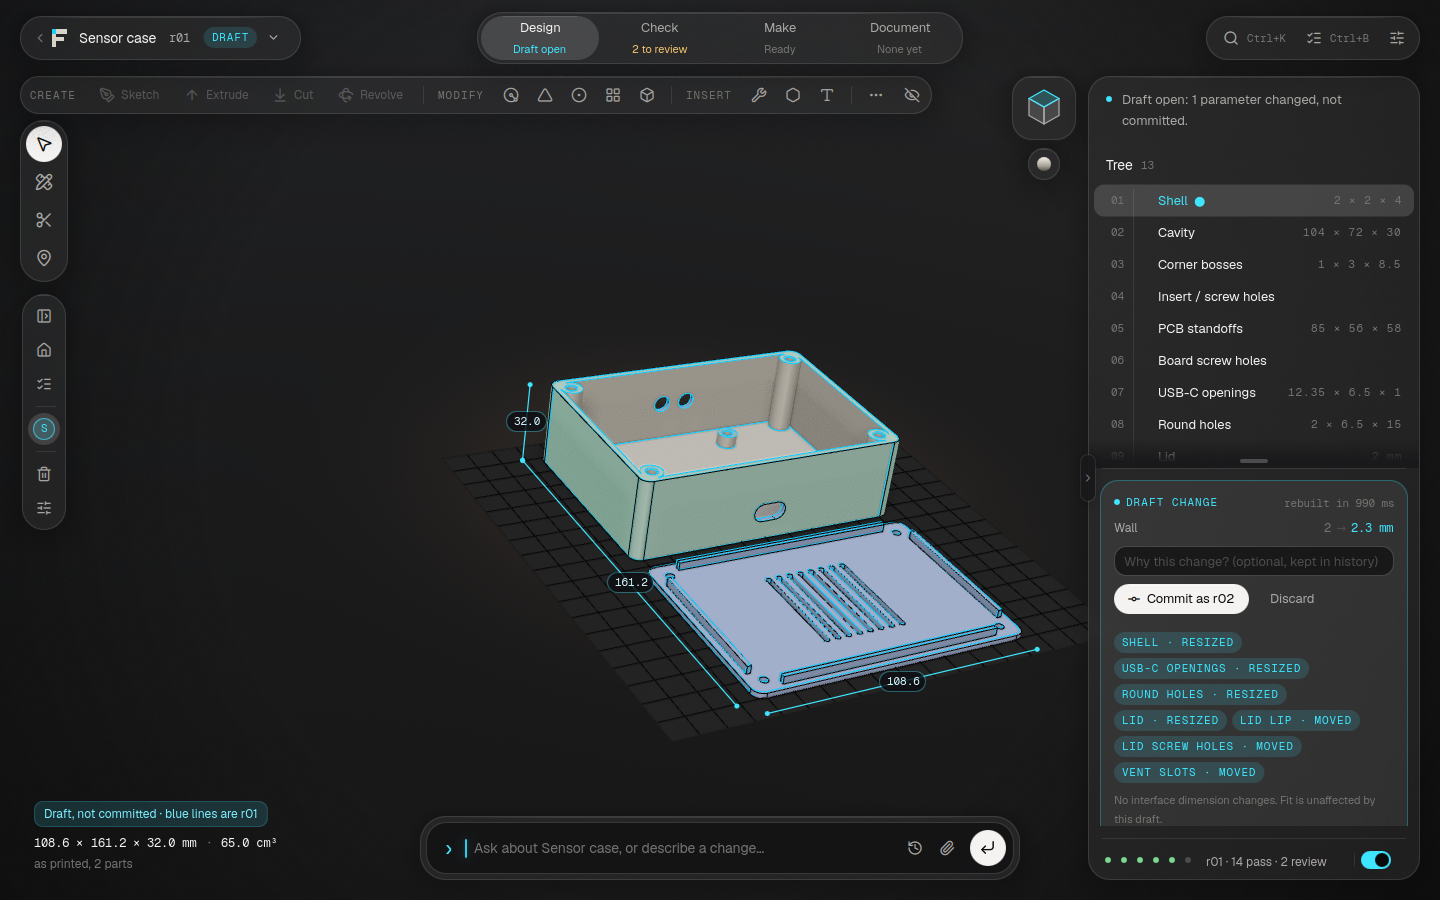 Sensor case r01 DRAFT
Design
Draft open
Check
2 to review
Make
Ready
Document
None yet
Ctrl+K
Ctrl+B
CREATE Sketch Extrude Cut Revolve MODIFY INSERT
Draft open: 1 parameter changed, not
committed.
Tree 13
01 Shell 2 × 2 × 4
02 Cavity 104 × 72 × 30
03 Corner bosses 1 × 3 × 8.5
04 Insert / screw holes
05 PCB standoffs 85 × 56 × 58
06 Board screw holes
07 USB-C openings 12.35 × 6.5 × 1
08 Round holes 2 × 6.5 × 15
09 Lid 2 mm
S
32.0
161.2
108.6
DRAFT CHANGE rebuilt in 990 ms
Wall 2 → 2.3 mm
Why this change? (optional, kept in history)
Commit as r02 Discard
SHELL · RESIZED
USB-C OPENINGS · RESIZED
ROUND HOLES · RESIZED
LID · RESIZED LID LIP · MOVED
LID SCREW HOLES · MOVED
VENT SLOTS · MOVED
No interface dimension changes. Fit is unaffected by
this draft.
r01 · 14 pass · 2 review
Draft, not committed · blue lines are r01
108.6 × 161.2 × 32.0 mm · 65.0 cm³
as printed, 2 parts
Ask about Sensor case, or describe a change…